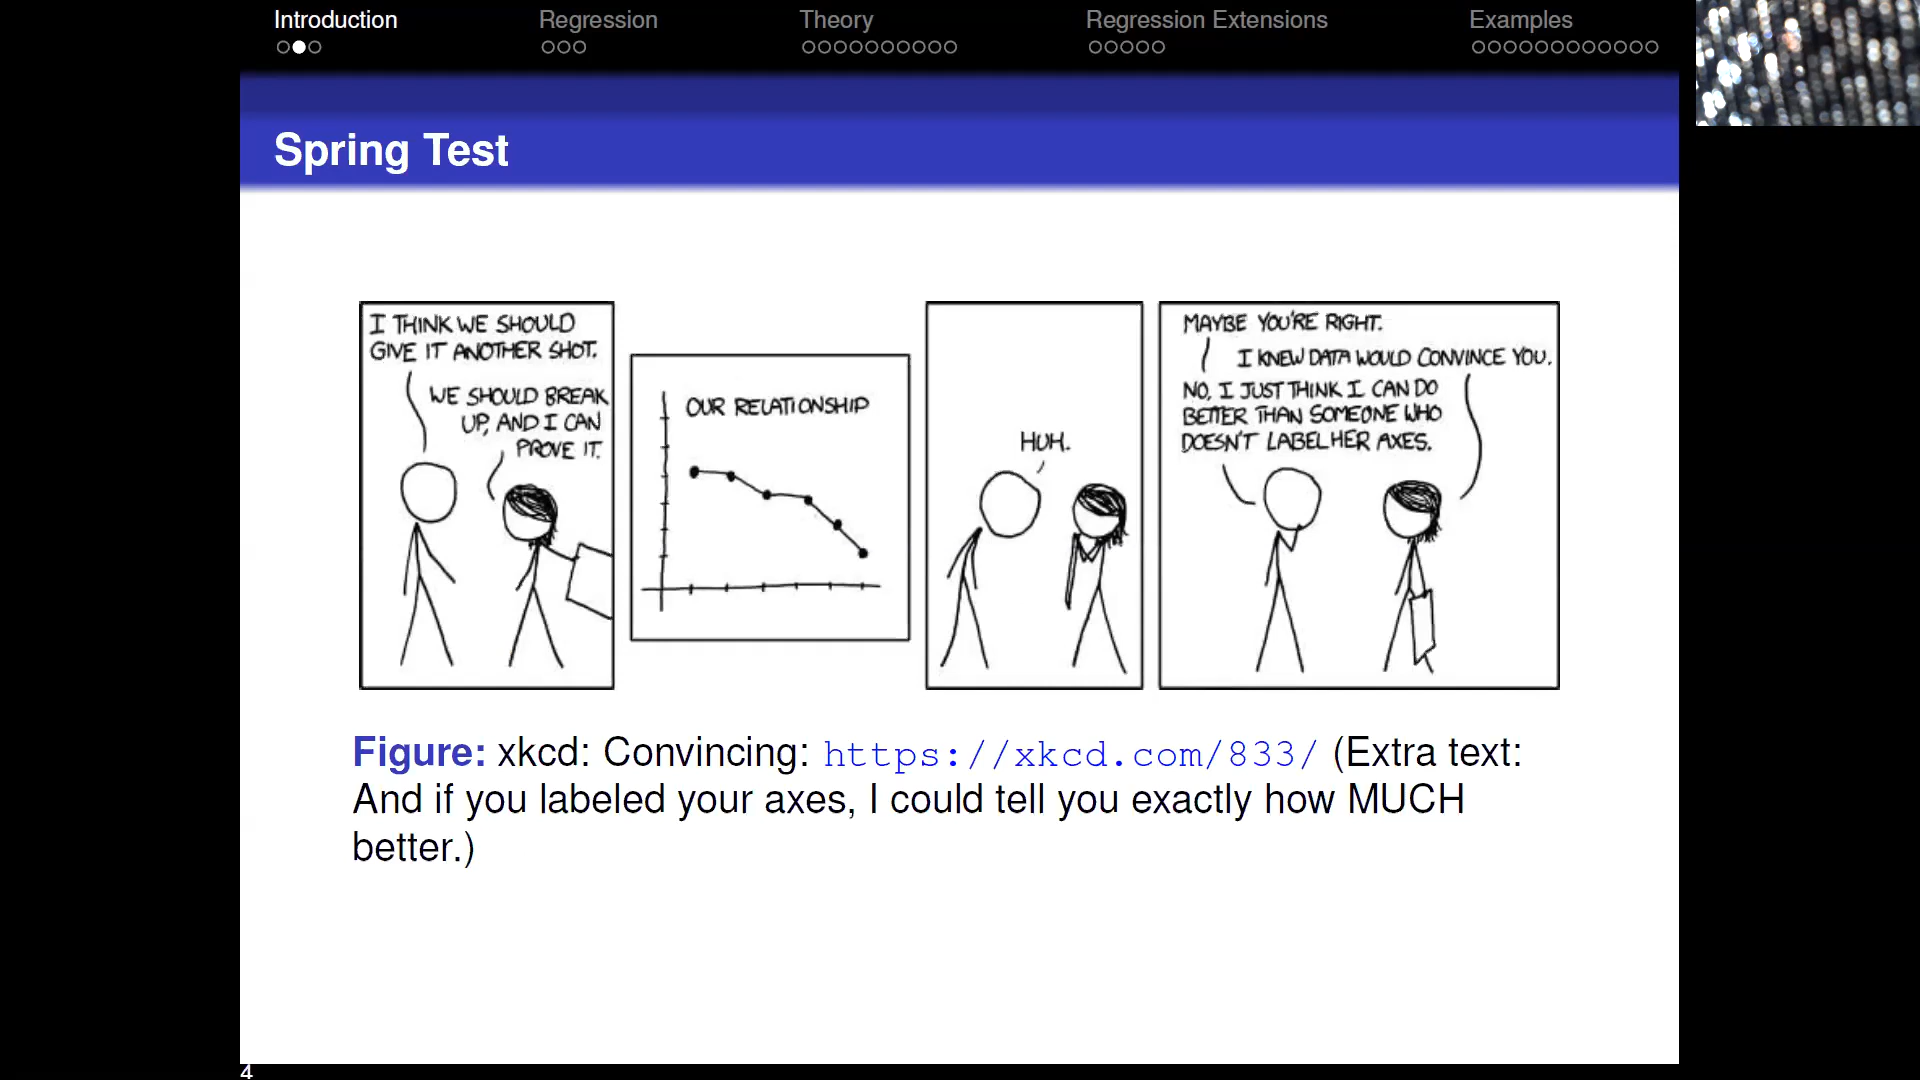 Introduction
Regression
Theory
Regression Extensions
Examples
Spring Test
I THINK WE SHOULD
GIVE IT ANOTHER SHOT.
WE SHOULD BREAK
UP, AND I CAN
PROVE IT.
OUR RELATIONSHIP
HUH.
MAYBE YOU'RE RIGHT.
I KNEW DATA WOULD CONVINCE YOU.
NO, I JUST THINK I CAN DO
BETTER THAN SOMEONE WHO
DOESN'T LABEL HER AXES.
Figure: xkcd: Convincing: https://xkcd.com/833/ (Extra text:
And if you labeled your axes, I could tell you exactly how MUCH
better.)
4